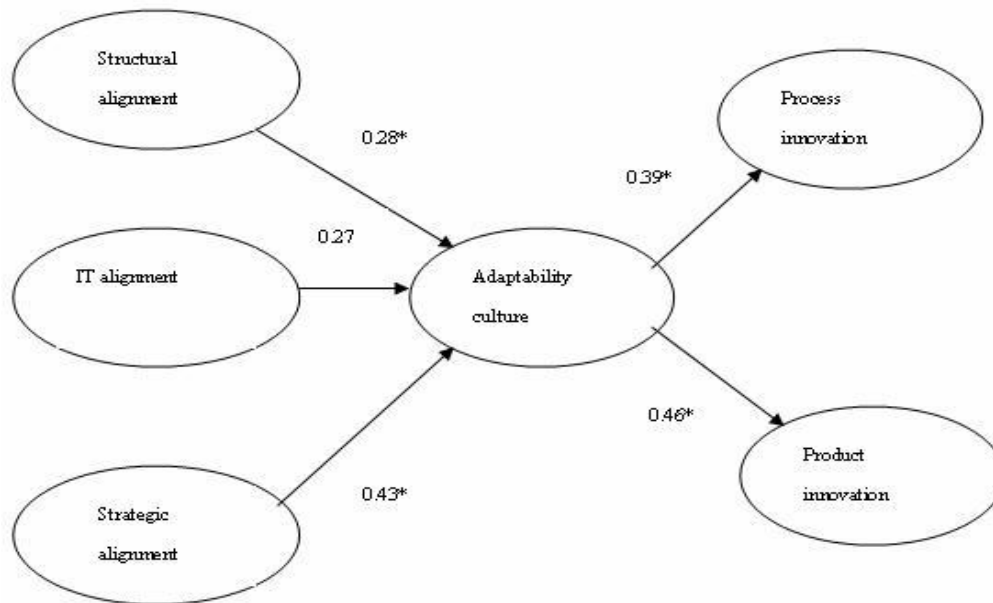 Structural
alignment
0.28*
Process
innovation
0.39*
0.27
IT alignment
Adaptability
culture
0.46*
Product
innovation
0.43*
Strategic
alignment